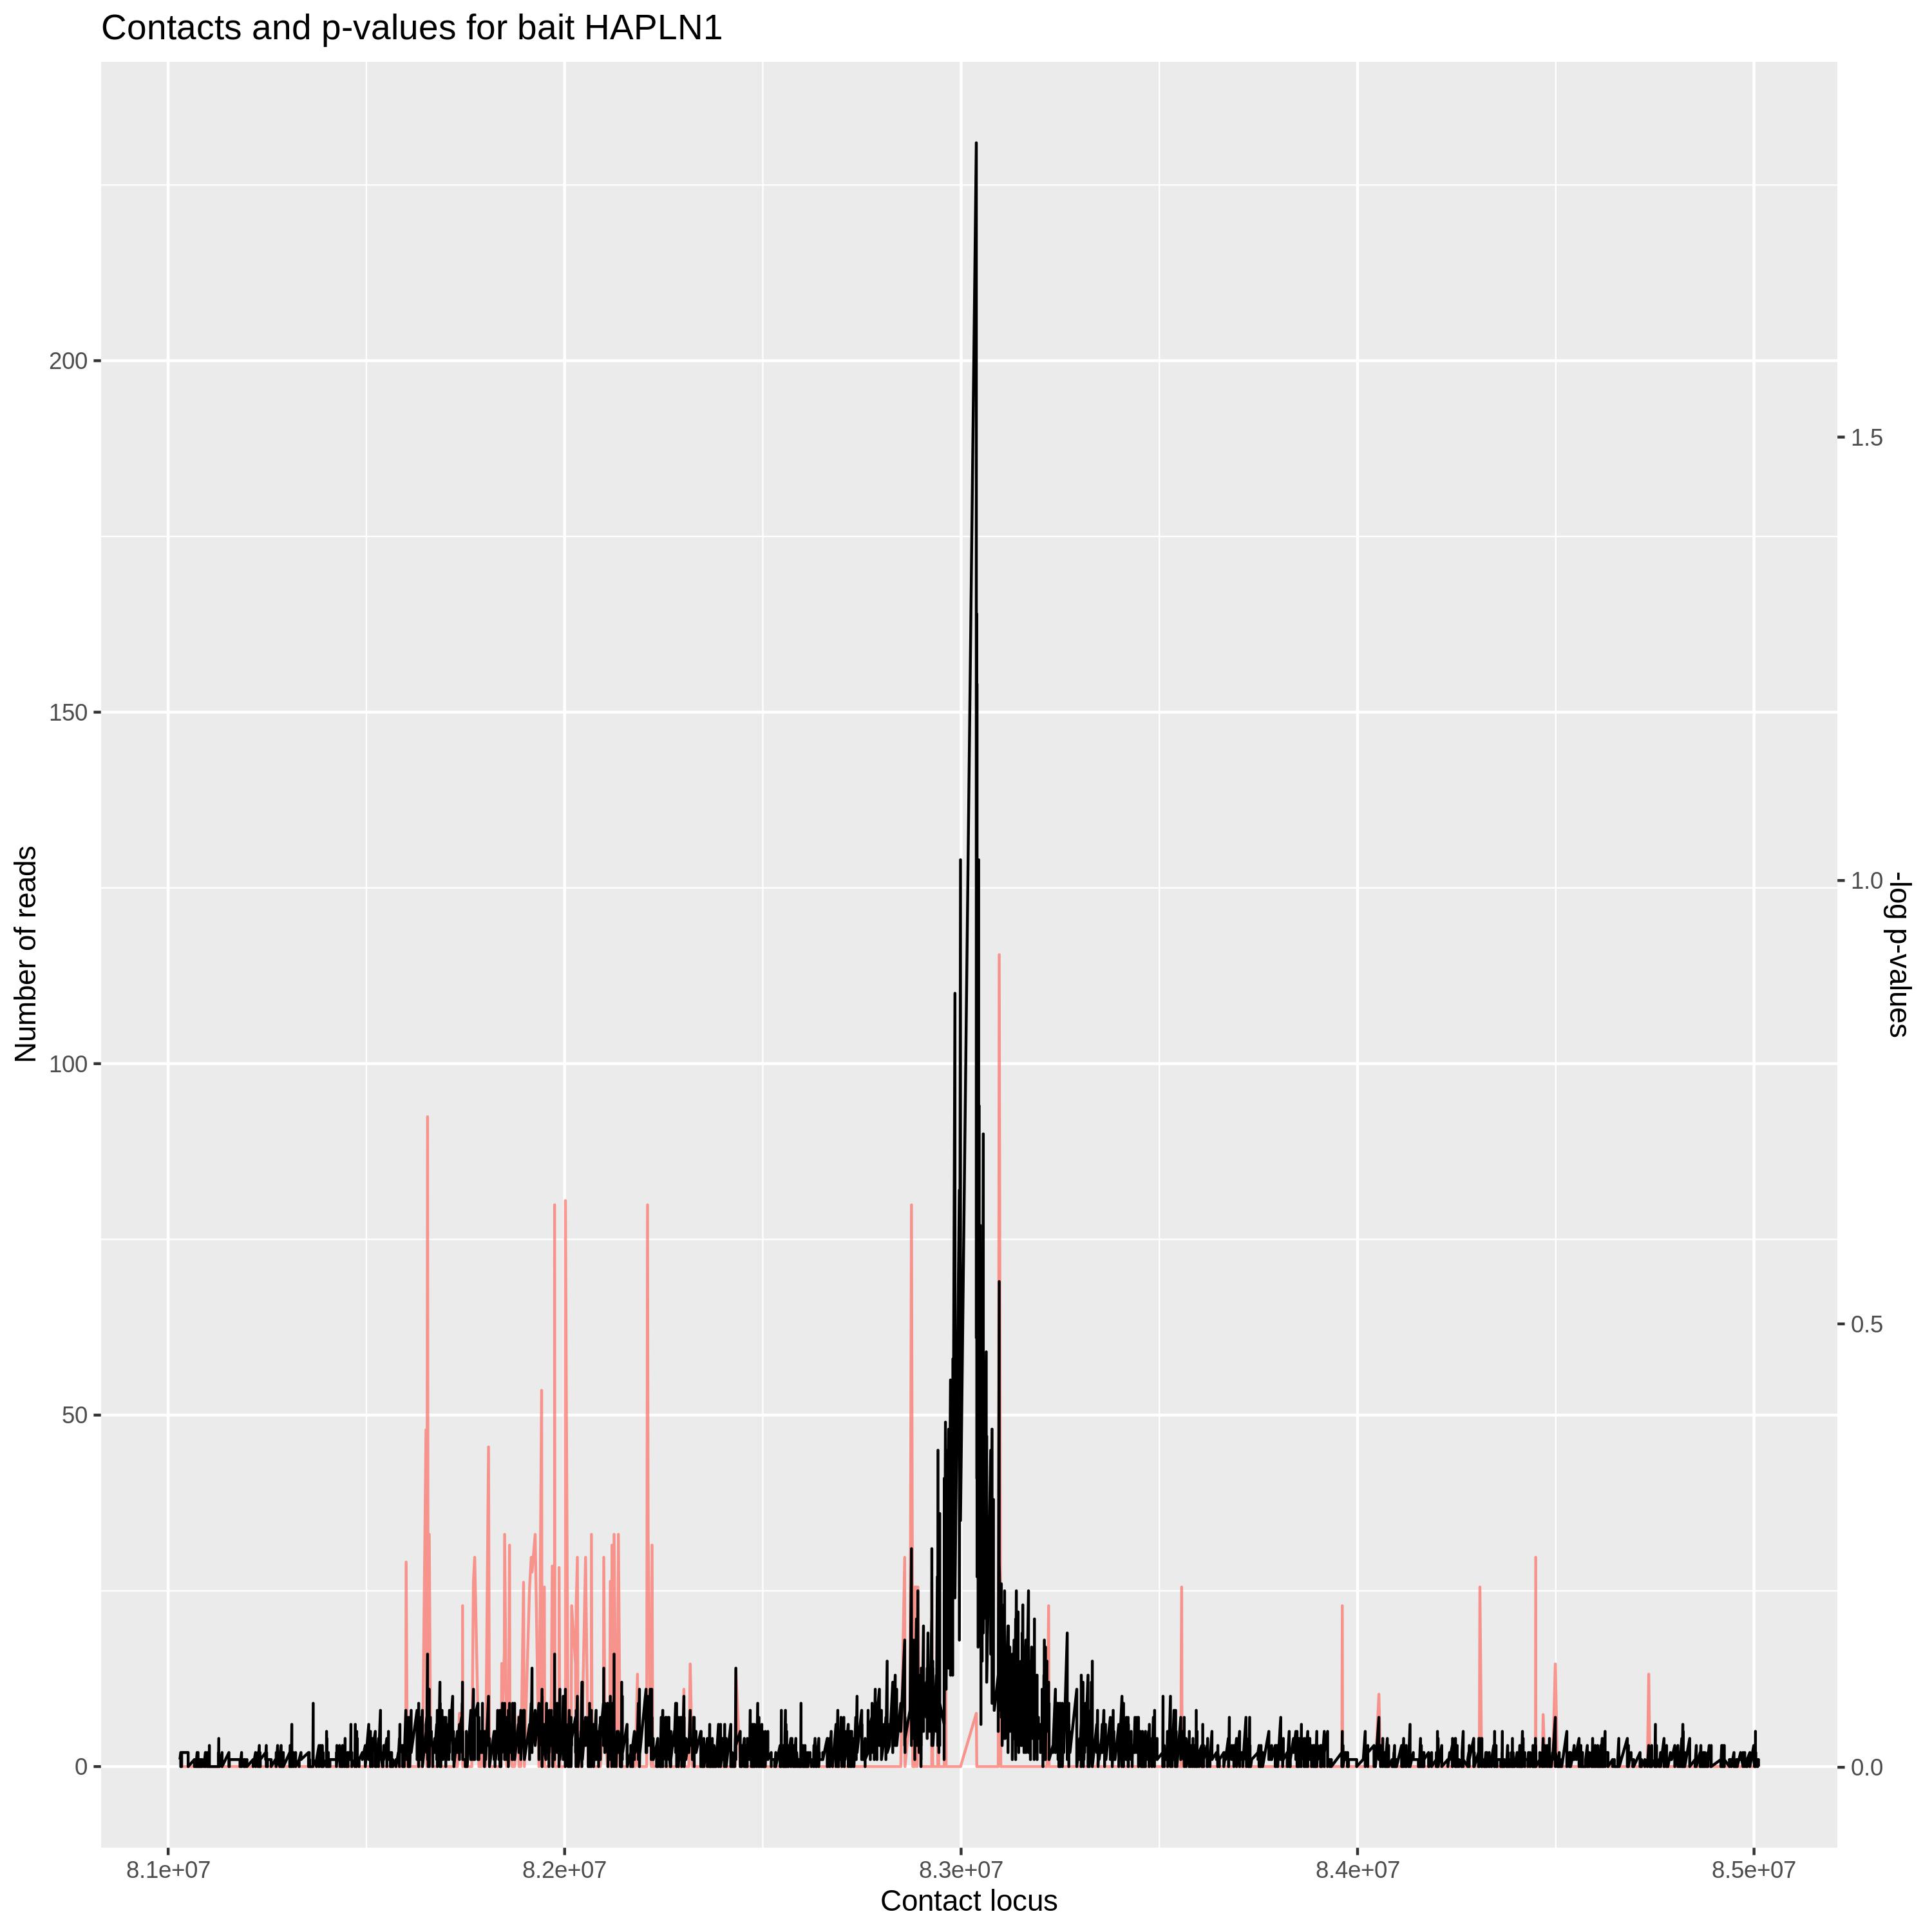 Contacts and p-values for bait HAPLN1
200
150
100
50
0
Number of reads
1.5
1.0
0.5
0.0
-log p-values
8.1e+07
8.2e+07
8.3e+07
8.4e+07
8.5e+07
Contact locus